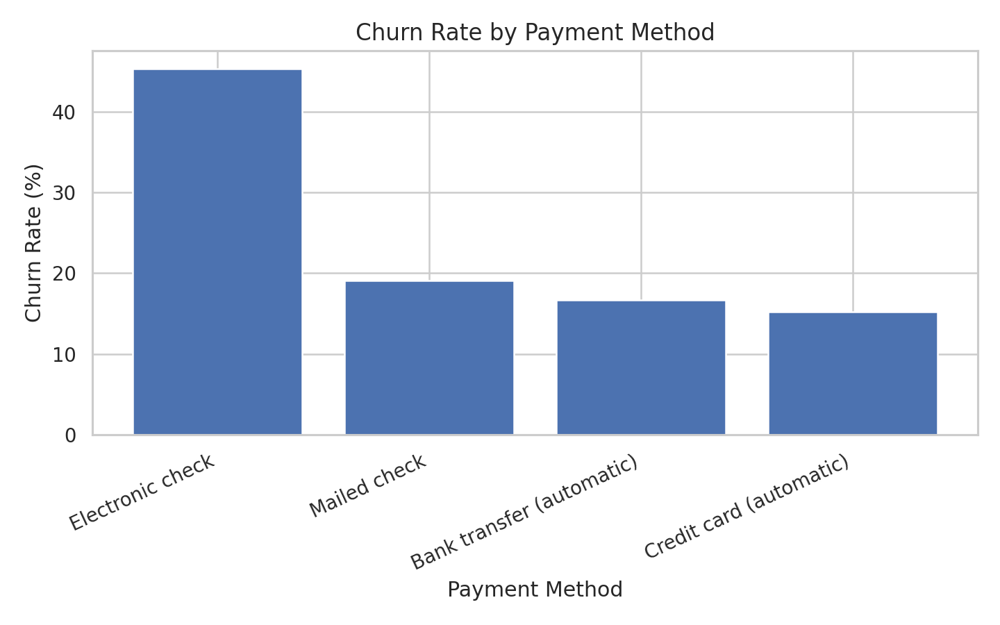 Churn Rate by Payment Method
Churn Rate (%)
40
30
20
10
0
Electronic check
Mailed check
Bank transfer (automatic)
Credit card (automatic)
Payment Method